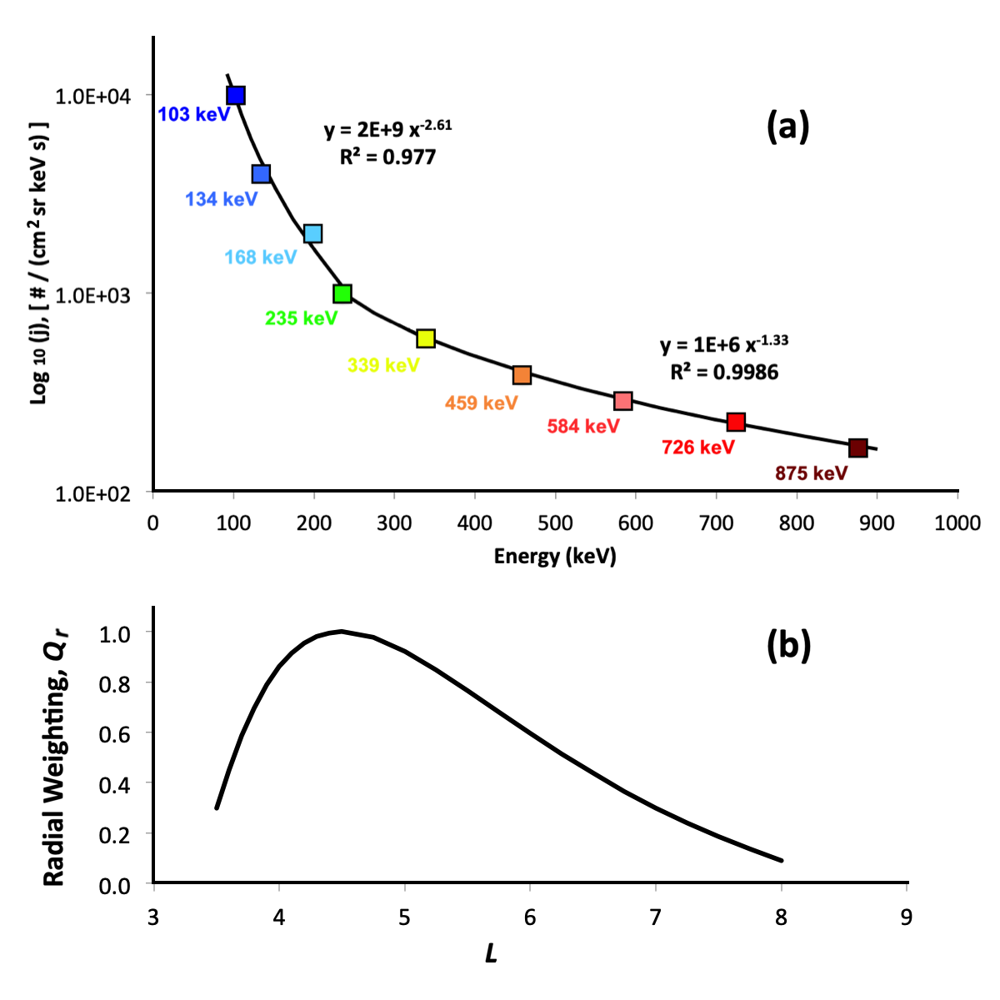 1.0E+04
1.0E+03
1.0E+02
Log 10 (j), [ # / (cm2 sr keV s) ]
(a)
103 keV
y = 2E+9 x-2.61
R² = 0.977
134 keV
168 keV
235 keV
339 keV
y = 1E+6 x-1.33
R² = 0.9986
459 keV
584 keV
726 keV
875 keV
0 100 200 300 400 500 600 700 800 900 1000
Energy (keV)
(b)
Radial Weighting, Qr
1.0
0.8
0.6
0.4
0.2
0.0
3 4 5 6 7 8 9
L